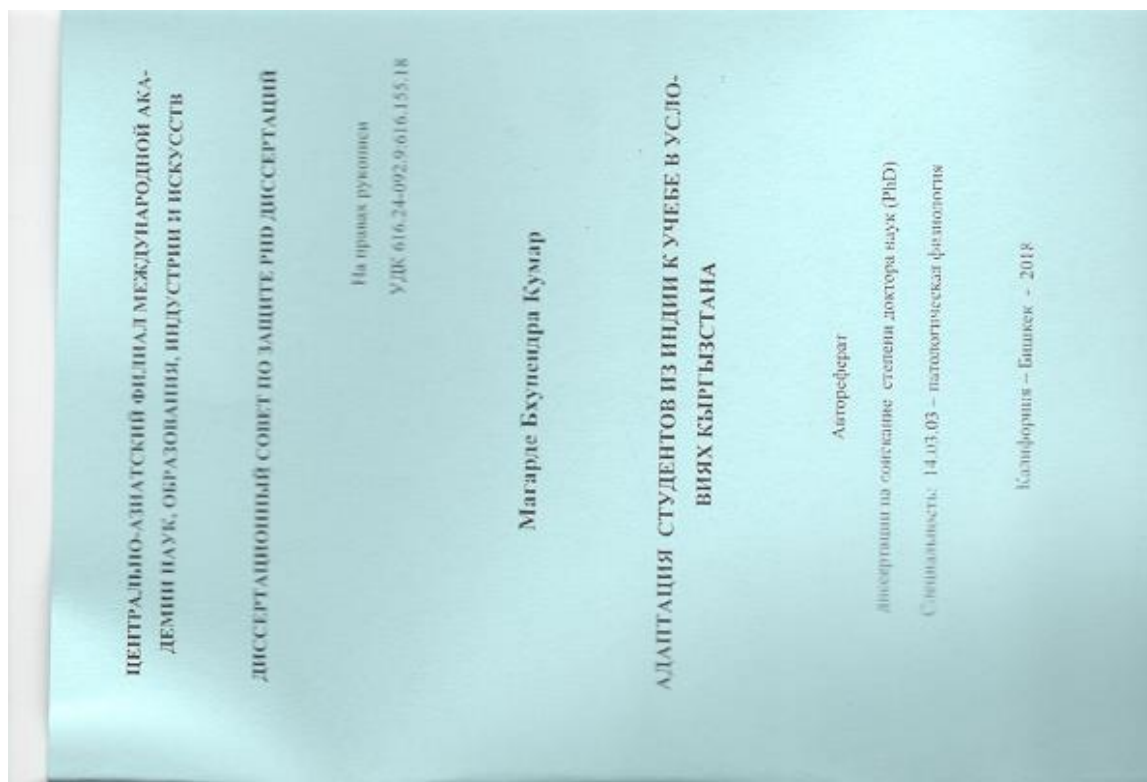 ЦЕНТРАЛЬНО-АЗИАТСКИЙ ФИЛИАЛ МЕЖДУНАРОДНОЙ АКА-
ДЕМИИ НАУК, ОБРАЗОВАНИЯ, ИНДУСТРИИ И ИСКУССТВ
ДИССЕРТАЦИОННЫЙ СОВЕТ ПО ЗАЩИТЕ PHD ДИССЕРТАЦИЙ
На правах рукописи
УДК 616.24-092.9:616.155.18
Магарде Бхупендра Кумар
АДАПТАЦИЯ СТУДЕНТОВ ИЗ ИНДИИ К УЧЕБЕ В УСЛО-
ВИЯХ КЫРГЫЗСТАНА
Автореферат
диссертации на соискание степени доктора наук (PhD)
Специальность: 14.03.03 – патологическая физиология
Калифорния – Бишкек - 2018